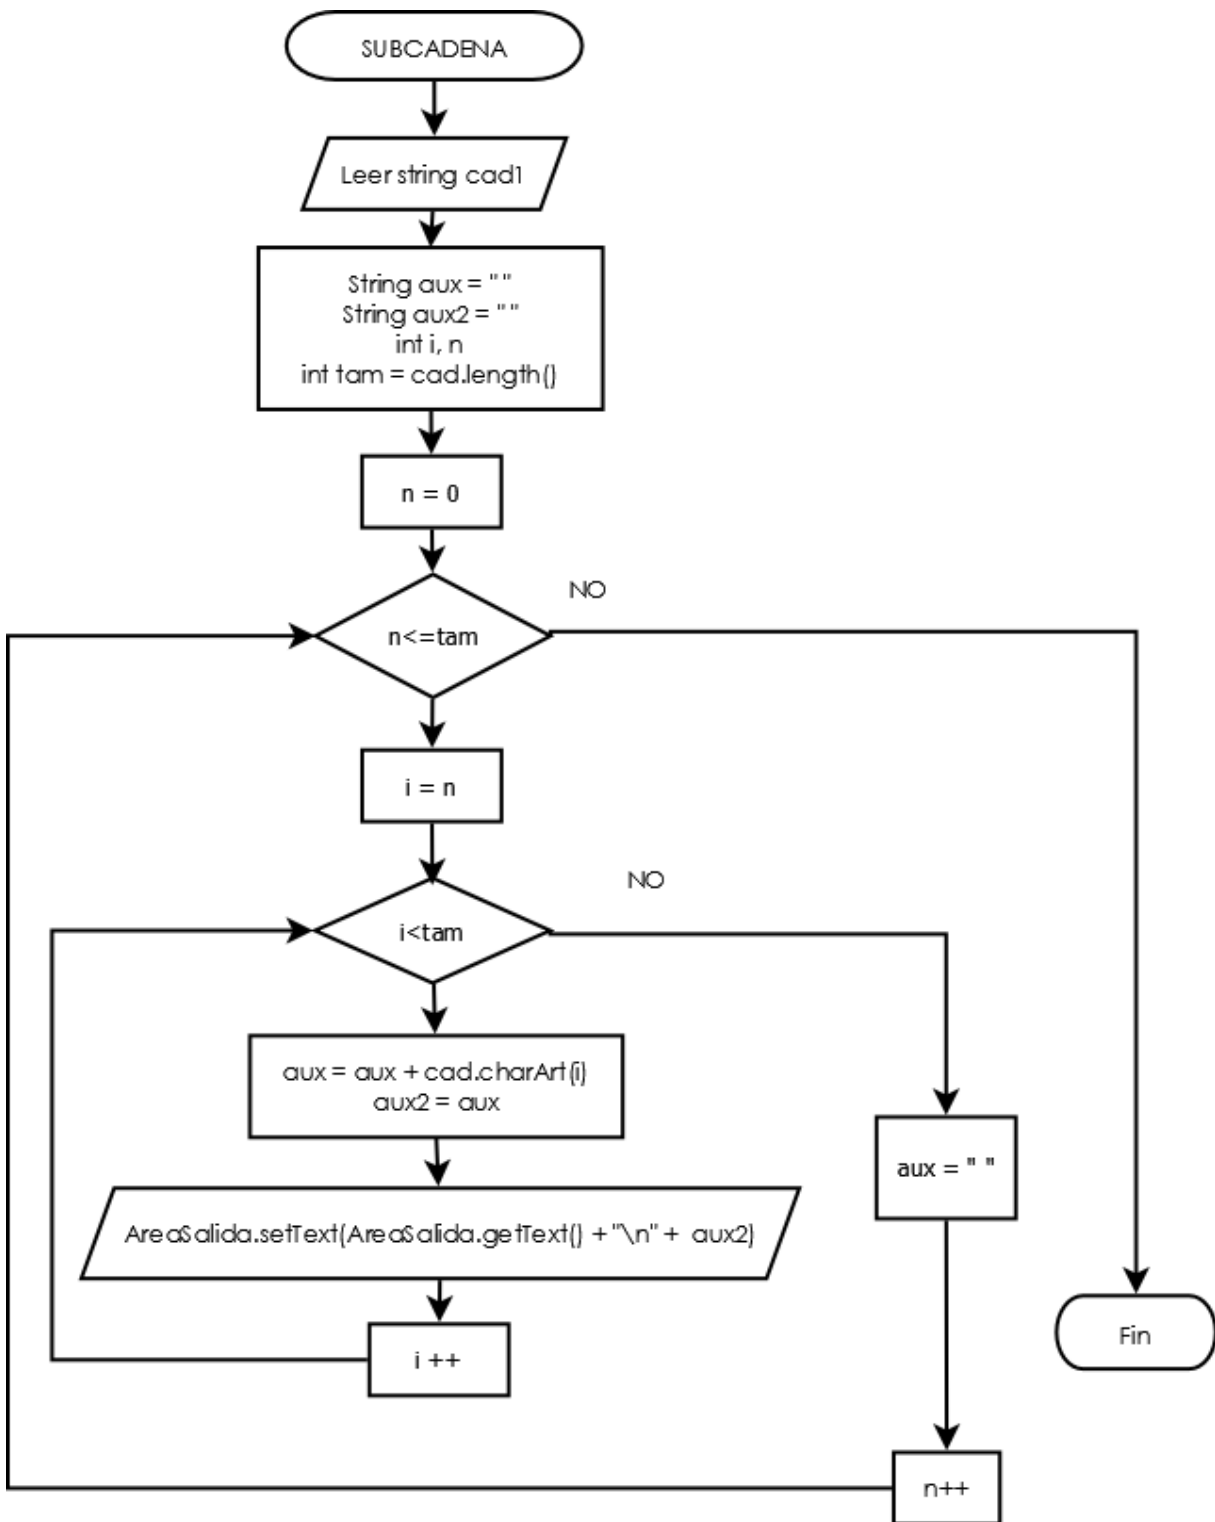 SUBCADENA
Leer string cad1
String aux = " "
String aux2 = " "
int i, n
int tam = cad.length()
n = 0
NO
n<=tam
i = n
NO
i<tam
aux = aux + cad.charArt(i)
aux2 = aux
aux = " "
AreaSalida.setText(AreaSalida.getText() + "\n" + aux2)
Fin
i ++
n++